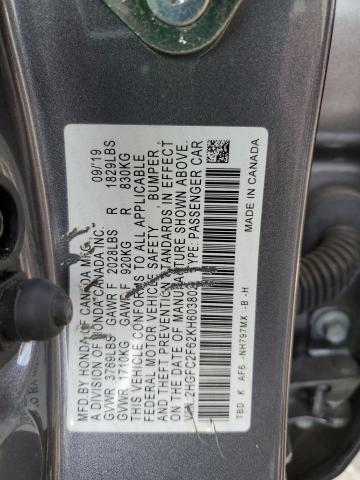 MFD.BY HONDA OF CANADA MFG., 09/19
A DIVISION OF HONDA CANADA INC.
GVWR 3769LBS GAWR F 2028LBS R 1829LBS
GVWR 1710KG GAWR F 920KG R 830KG
THIS VEHICLE CONFORMS TO ALL APPLICABLE
FEDERAL MOTOR VEHICLE SAFETY BUMPER,
AND THEFT PREVENTION STANDARDS IN EFFECT
ON THE DATE OF MANUFACTURE SHOWN ABOVE.
2HGFC2F62KH603802 TYPE: PASSENGER CAR
TBD K AF6 -NH797MX -B -H
MADE IN CANADA